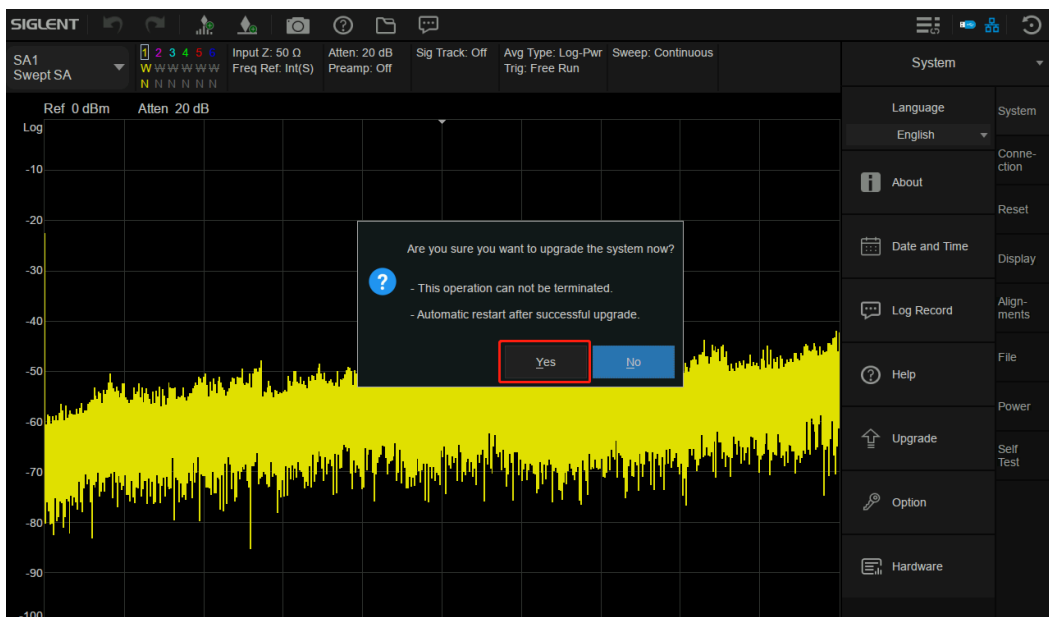 SIGLENT
SA1
Swept SA
1 2 3 4 5 6
W W W W W W
N N N N N N
Input Z: 50 Ω
Freq Ref: Int(S)
Atten: 20 dB
Preamp: Off
Sig Track: Off
Avg Type: Log-Pwr
Trig: Free Run
Sweep: Continuous
System
Ref 0 dBm
Atten 20 dB
Log
-10
-20
-30
-40
-50
-60
-70
-80
-90
-100
Are you sure you want to upgrade the system now?
- This operation can not be terminated.
- Automatic restart after successful upgrade.
Yes
No
Language
English
About
Date and Time
Log Record
Help
Upgrade
Option
Hardware
System
Conne-
ction
Reset
Display
Align-
ments
File
Power
Self
Test